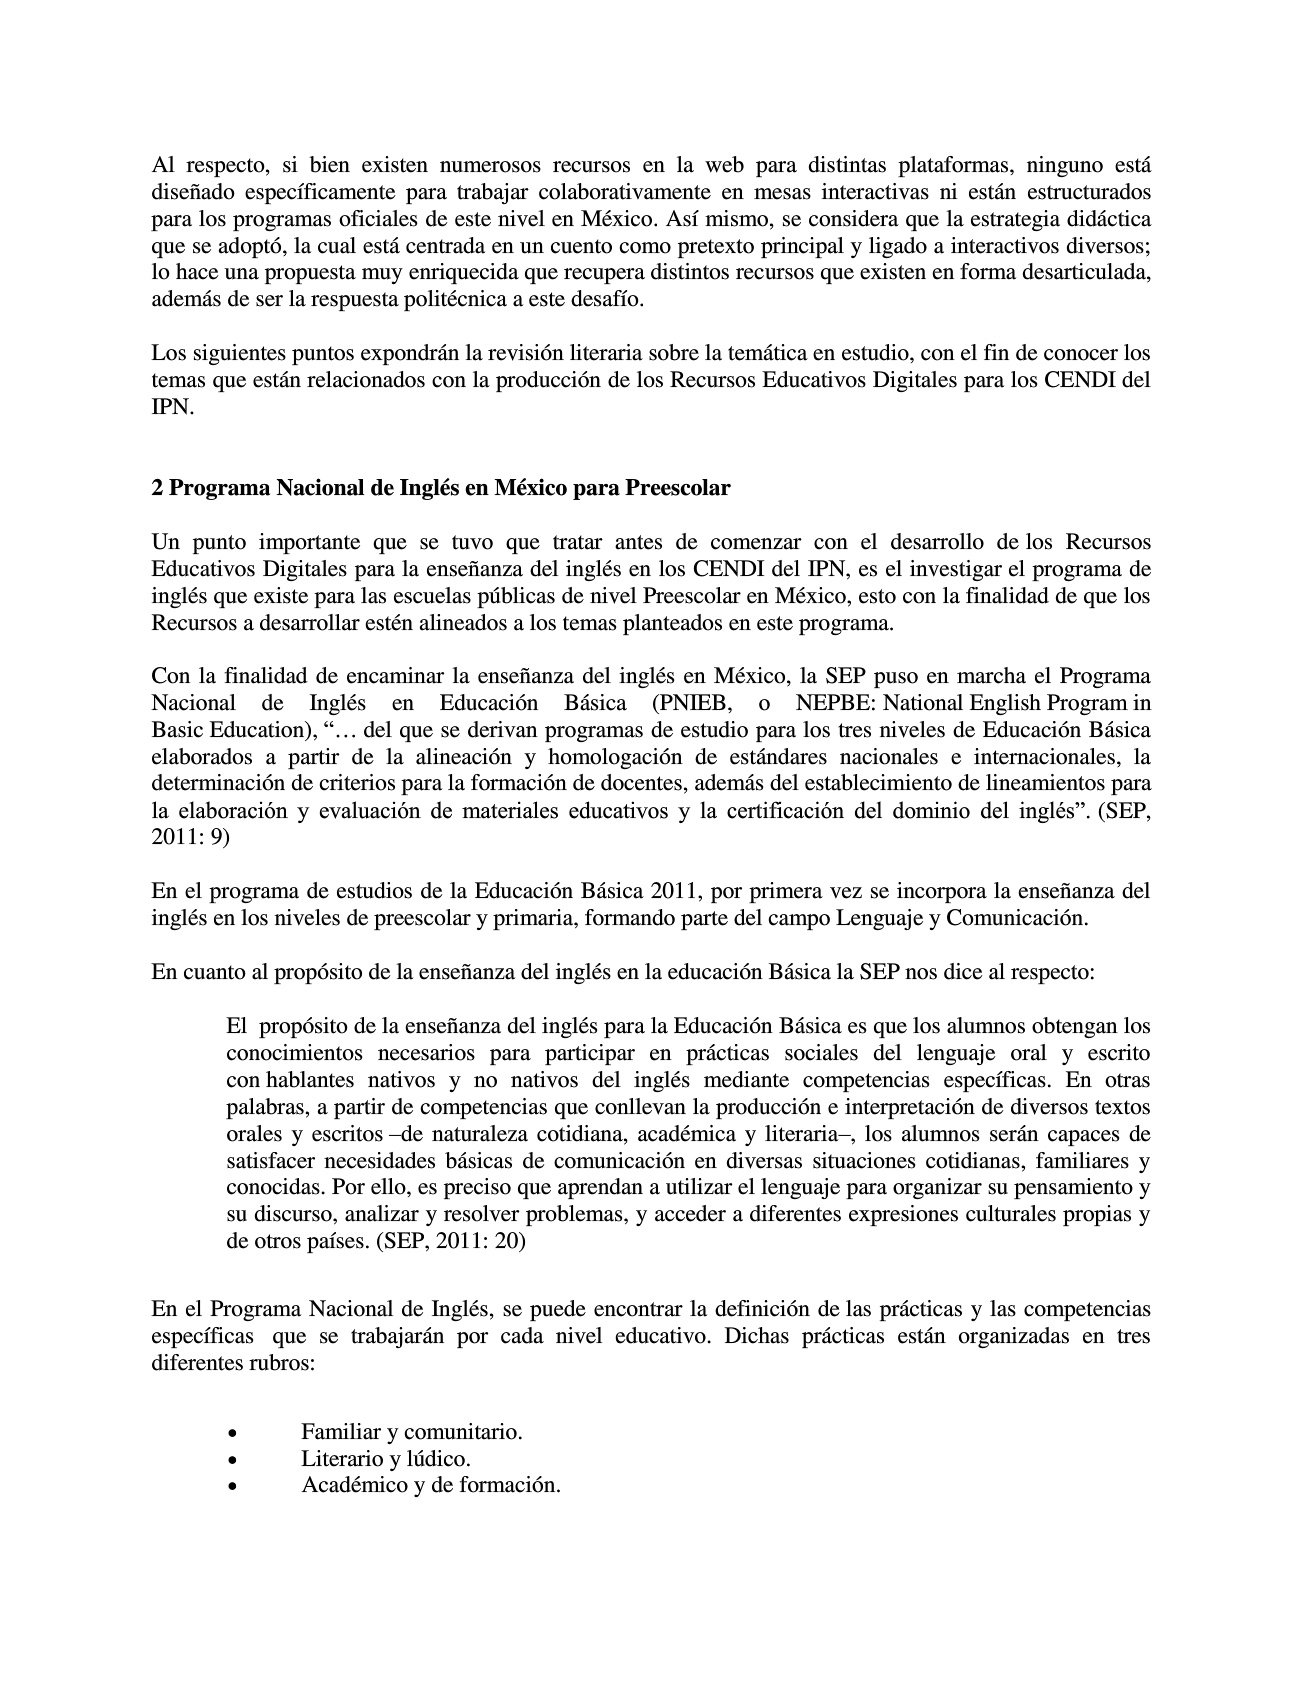 Al respecto, si bien existen numerosos recursos en la web para distintas plataformas, ninguno está
diseñado específicamente para trabajar colaborativamente en mesas interactivas ni están estructurados
para los programas oficiales de este nivel en México. Así mismo, se considera que la estrategia didáctica
que se adoptó, la cual está centrada en un cuento como pretexto principal y ligado a interactivos diversos;
lo hace una propuesta muy enriquecida que recupera distintos recursos que existen en forma desarticulada,
además de ser la respuesta politécnica a este desafío.
Los siguientes puntos expondrán la revisión literaria sobre la temática en estudio, con el fin de conocer los
temas que están relacionados con la producción de los Recursos Educativos Digitales para los CENDI del
IPN.
2 Programa Nacional de Inglés en México para Preescolar
Un punto importante que se tuvo que tratar antes de comenzar con el desarrollo de los Recursos
Educativos Digitales para la enseñanza del inglés en los CENDI del IPN, es el investigar el programa de
inglés que existe para las escuelas públicas de nivel Preescolar en México, esto con la finalidad de que los
Recursos a desarrollar estén alineados a los temas planteados en este programa.
Con la finalidad de encaminar la enseñanza del inglés en México, la SEP puso en marcha el Programa
Nacional de Inglés en Educación Básica (PNIEB, o NEPBE: National English Program in
Basic Education), “… del que se derivan programas de estudio para los tres niveles de Educación Básica
elaborados a partir de la alineación y homologación de estándares nacionales e internacionales, la
determinación de criterios para la formación de docentes, además del establecimiento de lineamientos para
la elaboración y evaluación de materiales educativos y la certificación del dominio del inglés”. (SEP,
2011: 9)
En el programa de estudios de la Educación Básica 2011, por primera vez se incorpora la enseñanza del
inglés en los niveles de preescolar y primaria, formando parte del campo Lenguaje y Comunicación.
En cuanto al propósito de la enseñanza del inglés en la educación Básica la SEP nos dice al respecto:
El propósito de la enseñanza del inglés para la Educación Básica es que los alumnos obtengan los
conocimientos necesarios para participar en prácticas sociales del lenguaje oral y escrito
con hablantes nativos y no nativos del inglés mediante competencias específicas. En otras
palabras, a partir de competencias que conllevan la producción e interpretación de diversos textos
orales y escritos –de naturaleza cotidiana, académica y literaria–, los alumnos serán capaces de
satisfacer necesidades básicas de comunicación en diversas situaciones cotidianas, familiares y
conocidas. Por ello, es preciso que aprendan a utilizar el lenguaje para organizar su pensamiento y
su discurso, analizar y resolver problemas, y acceder a diferentes expresiones culturales propias y
de otros países. (SEP, 2011: 20)
En el Programa Nacional de Inglés, se puede encontrar la definición de las prácticas y las competencias
específicas que se trabajarán por cada nivel educativo. Dichas prácticas están organizadas en tres
diferentes rubros:
• Familiar y comunitario.
• Literario y lúdico.
• Académico y de formación.